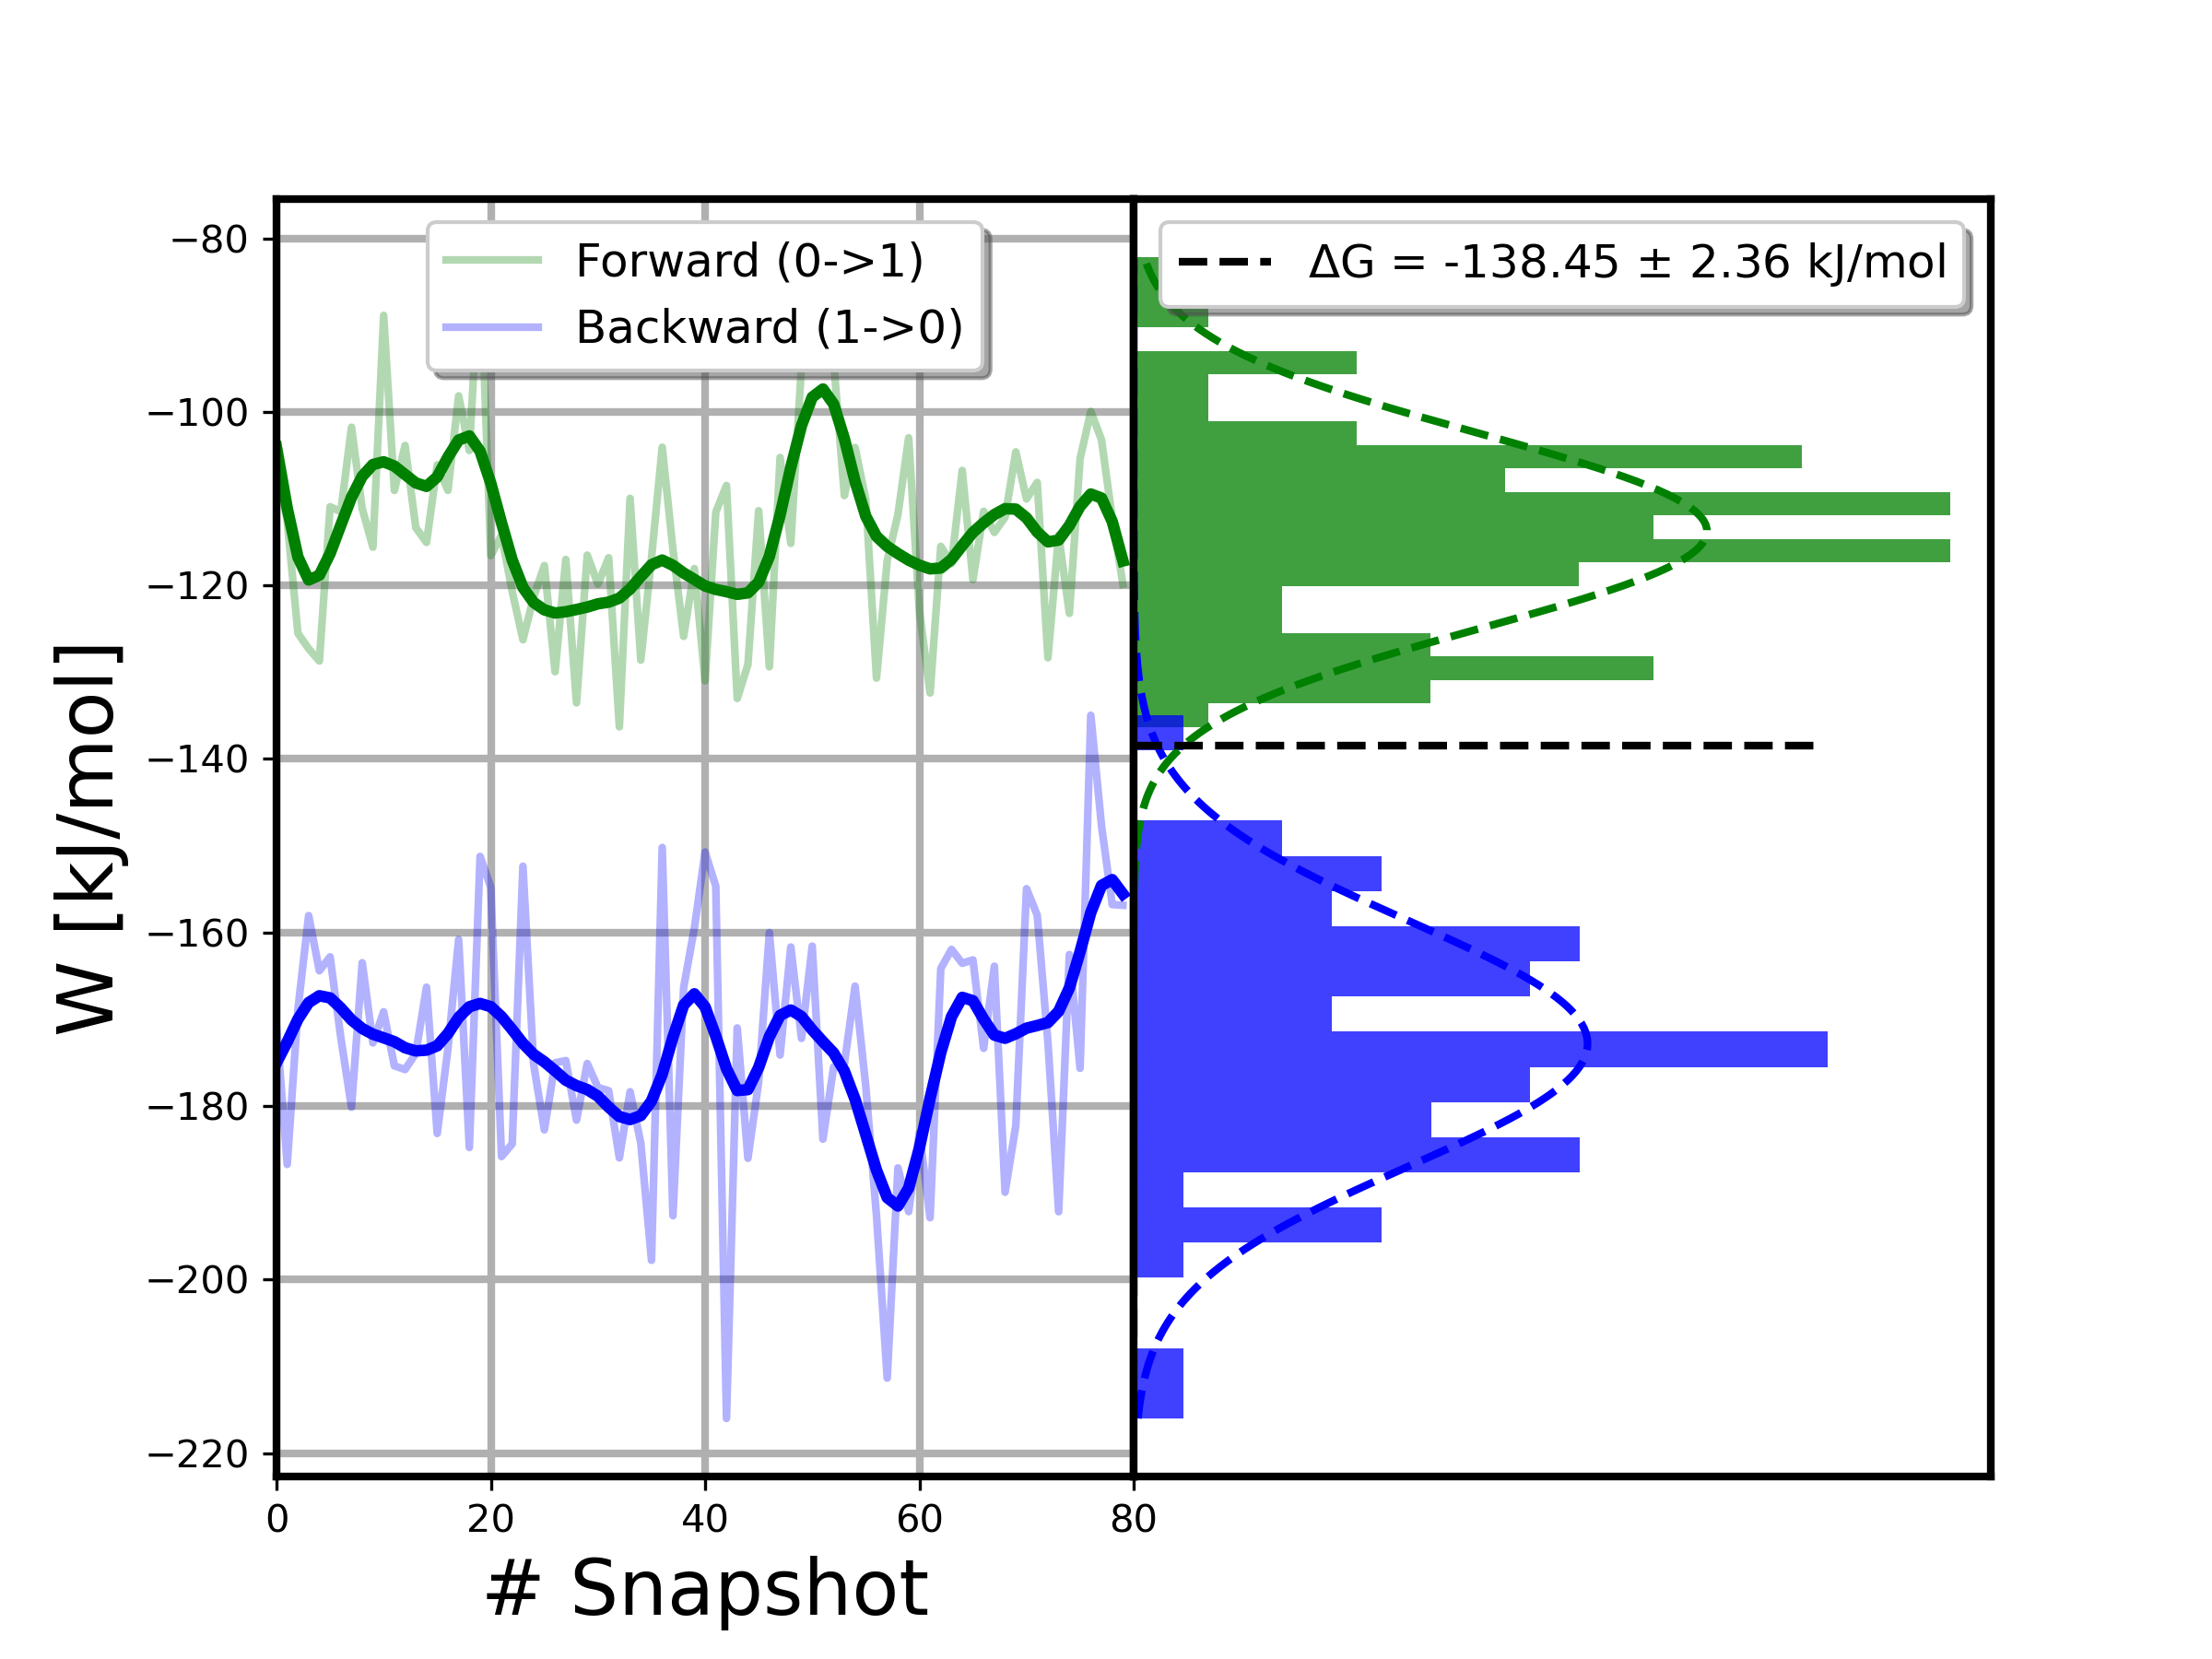 Forward (0->1)
Backward (1->0)
ΔG = -138.45 ± 2.36 kJ/mol
W [kJ/mol]
−80
−100
−120
−140
−160
−180
−200
−220
0 20 40 60 80
# Snapshot